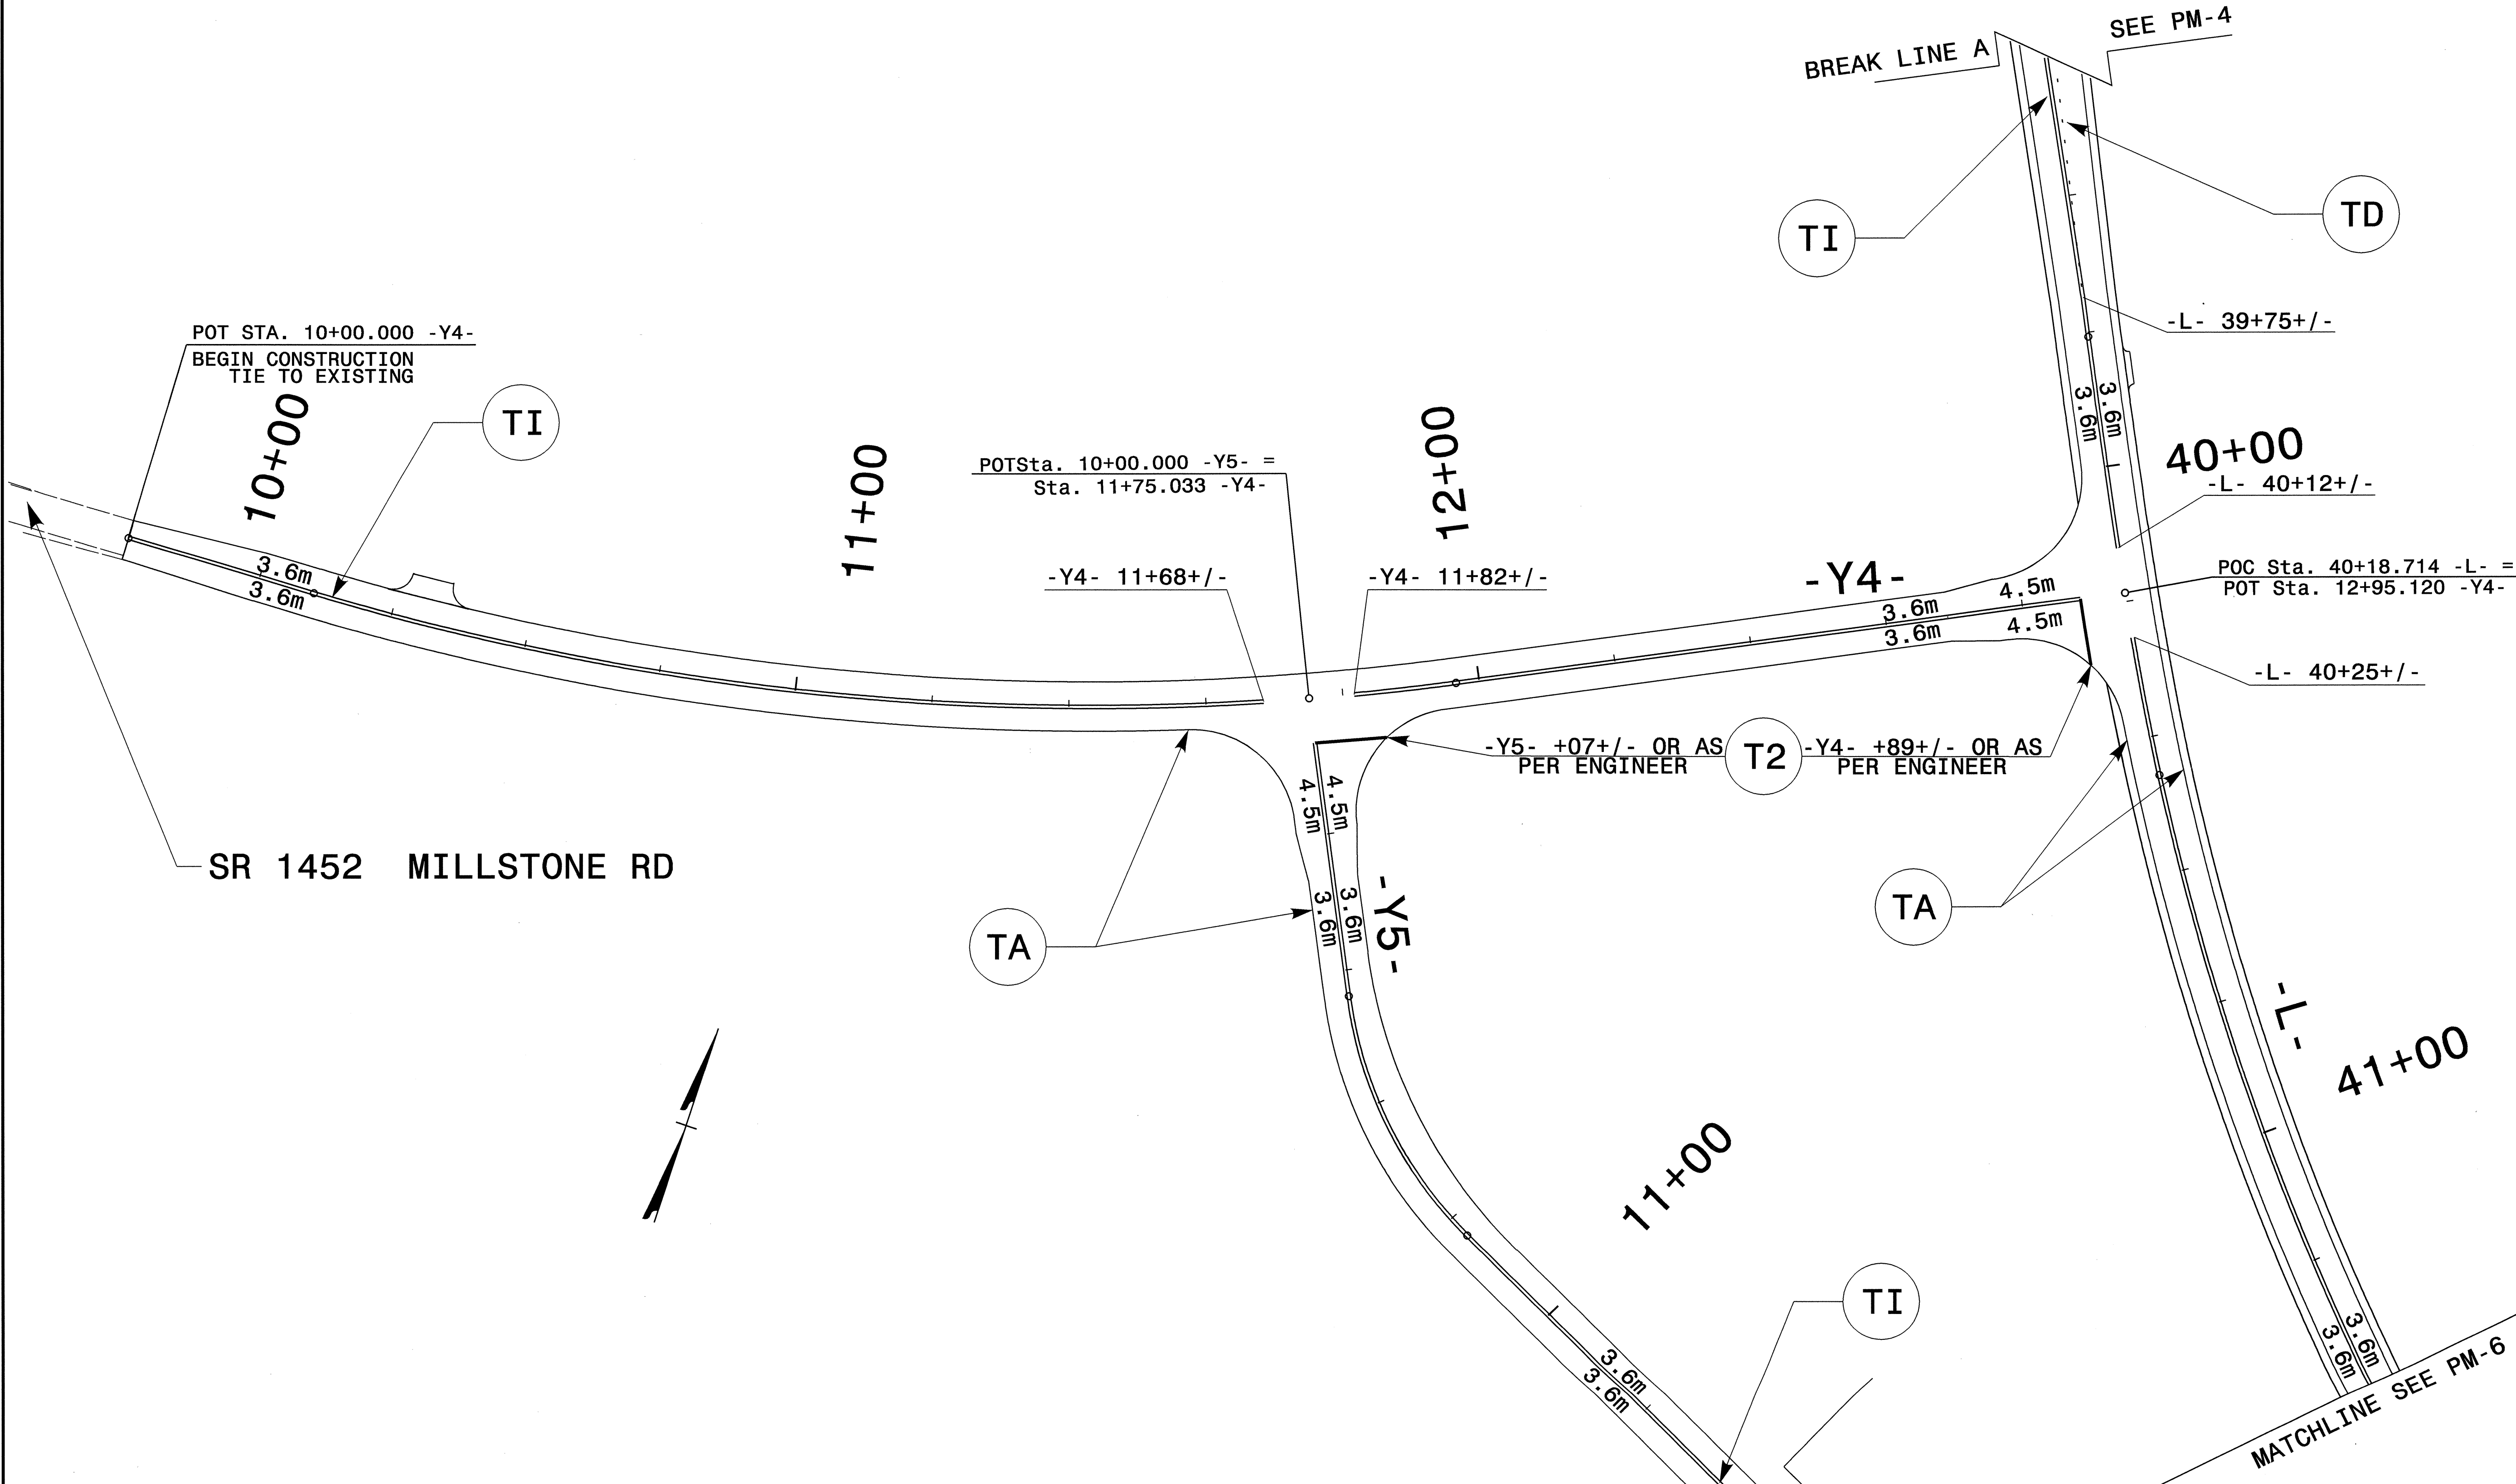 SEE PM-4
BREAK LINE A
TI
TD
-L- 39+75+/-
POT STA. 10+00.000 -Y4-
BEGIN CONSTRUCTION
TIE TO EXISTING
10+00
TI
11+00
POTSta. 10+00.000 -Y5- =
Sta. 11+75.033 -Y4-
12+00
3.6m
3.6m
40+00
-L- 40+12+/-
3.6m
3.6m
-Y4- 11+68+/-
-Y4- 11+82+/-
-Y4-
POC Sta. 40+18.714 -L- =
POT Sta. 12+95.120 -Y4-
3.6m
4.5m
3.6m
4.5m
-L- 40+25+/-
-Y5- +07+/- OR AS
PER ENGINEER
T2
-Y4- +89+/- OR AS
PER ENGINEER
4.5m
4.5m
SR 1452 MILLSTONE RD
3.6m
3.6m
-Y5-
TA
TA
-L-
41+00
11+00
TI
3.6m
3.6m
3.6m
3.6m
MATCHLINE SEE PM-6